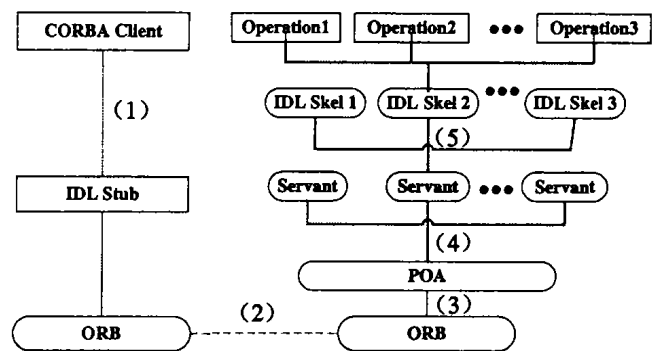 CORBA Client
Operation1 Operation2 ●●● Operation3
(1)
IDL Skel 1 IDL Skel 2 ●●● IDL Skel 3
(5)
IDL Stub
Servant Servant ●●● Servant
(4)
POA
(3)
(2)
ORB ORB